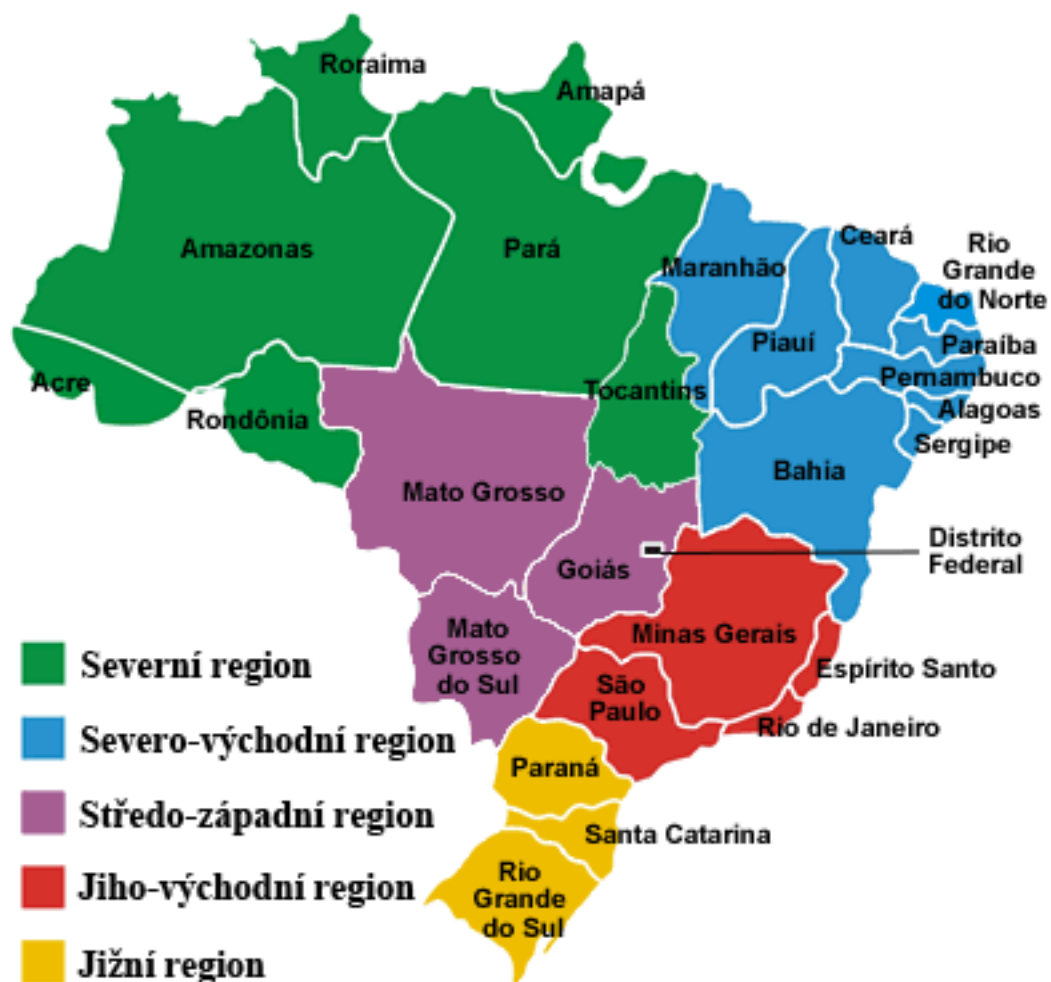 Roraima
Amapá
Amazonas
Pará
Maranhão
Ceará
Rio
Grande
do Norte
Piauí
Paraíba
Acre
Rondônia
Tocantins
Pernambuco
Alagoas
Sergipe
Mato Grosso
Bahia
Goiás
Distrito
Federal
Mato
Grosso
do Sul
Minas Gerais
Espírito Santo
São
Paulo
Rio de Janeiro
Paraná
Santa Catarina
Rio
Grande
do Sul
Severní region
Severo-východní region
Středo-západní region
Jiho-východní region
Jižní region